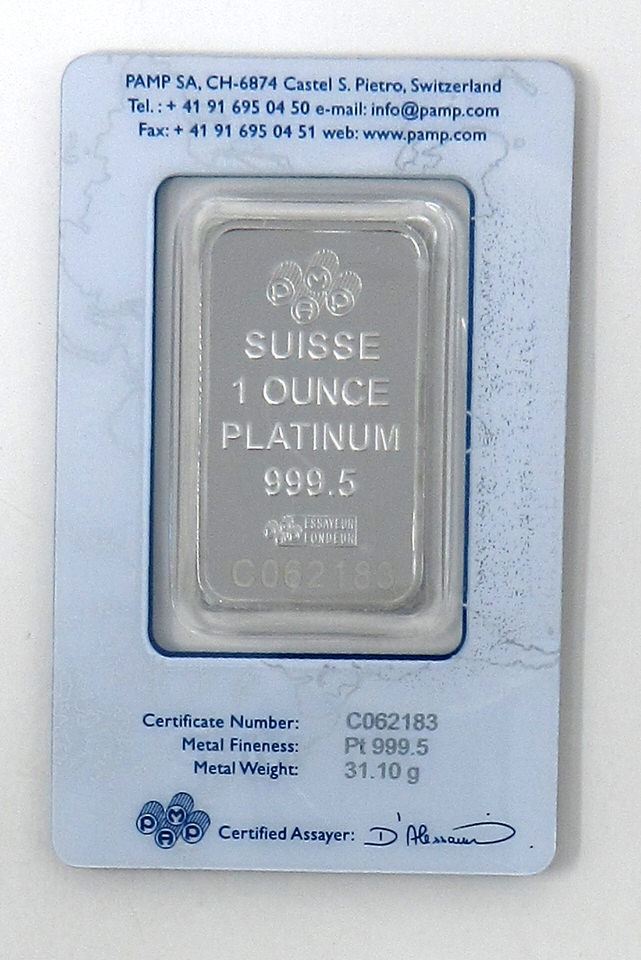 PAMP SA, CH-6874 Castel S. Pietro, Switzerland
Tel.: + 41 91 695 04 50 e-mail: info@pamp.com
Fax: + 41 91 695 04 51 web: www.pamp.com
PAMP
SUISSE
1 OUNCE
PLATINUM
999.5
ESSAYEUR
FONDEUR
C062183
Certificate Number: C062183
Metal Fineness: Pt 999.5
Metal Weight: 31.10 g
PAMP Certified Assayer: